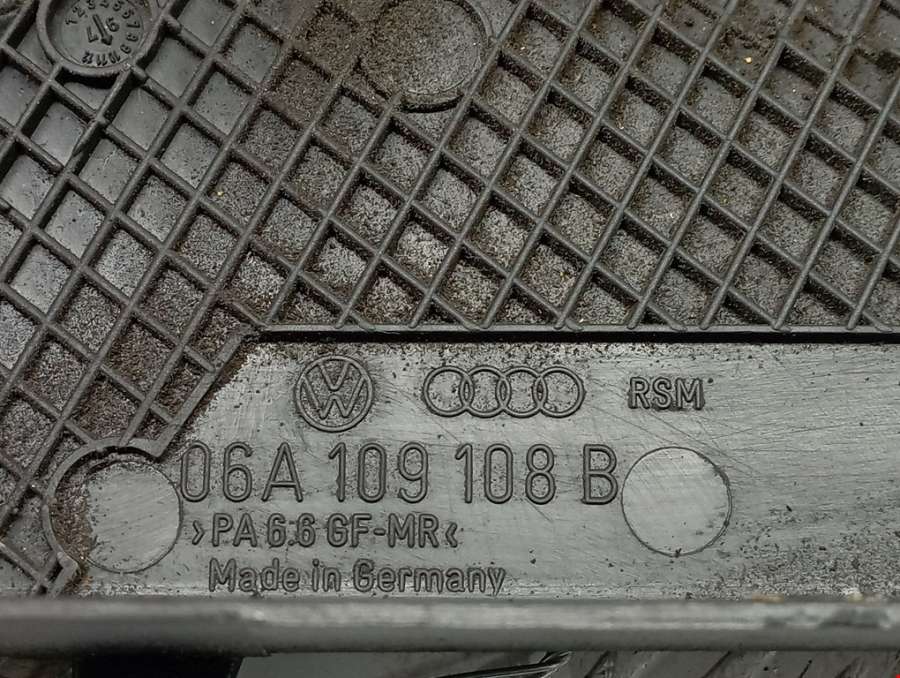 RSM
06A 109 108 B
>PA 6.6 GF-MR<
Made in Germany